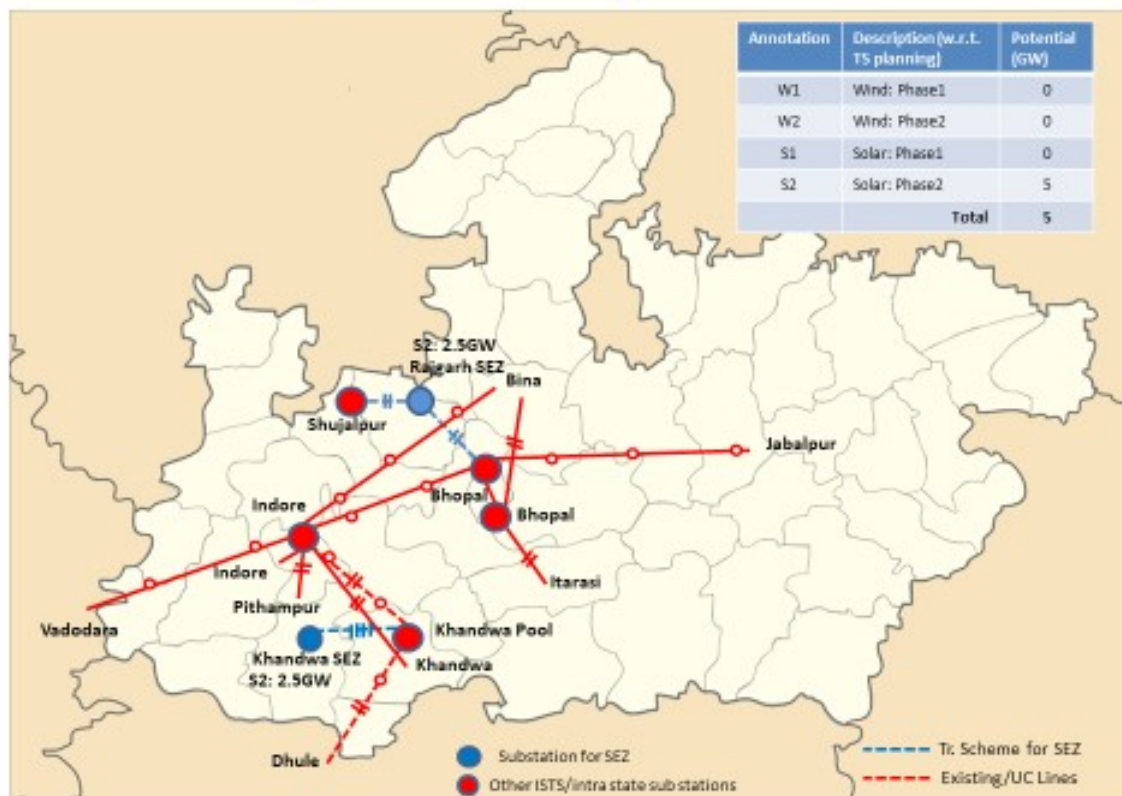 Annotation Description (w.r.t. TS planning) Potential (GW)
W1 Wind: Phase1 0
W2 Wind: Phase2 0
S1 Solar: Phase1 0
S2 Solar: Phase2 5
Total 5
S2: 2.5GW
Rajgarh SEZ
Bina
Shujalpur
Jabalpur
Bhopal
Indore
Bhopal
Indore
Itarasi
Pithampur
Vadodara
Khandwa Pool
Khandwa SEZ
Khandwa
S2: 2.5GW
Dhule
Substation for SEZ
Other ISTS/intra state sub stations
Tr. Scheme for SEZ
Existing/UC Lines